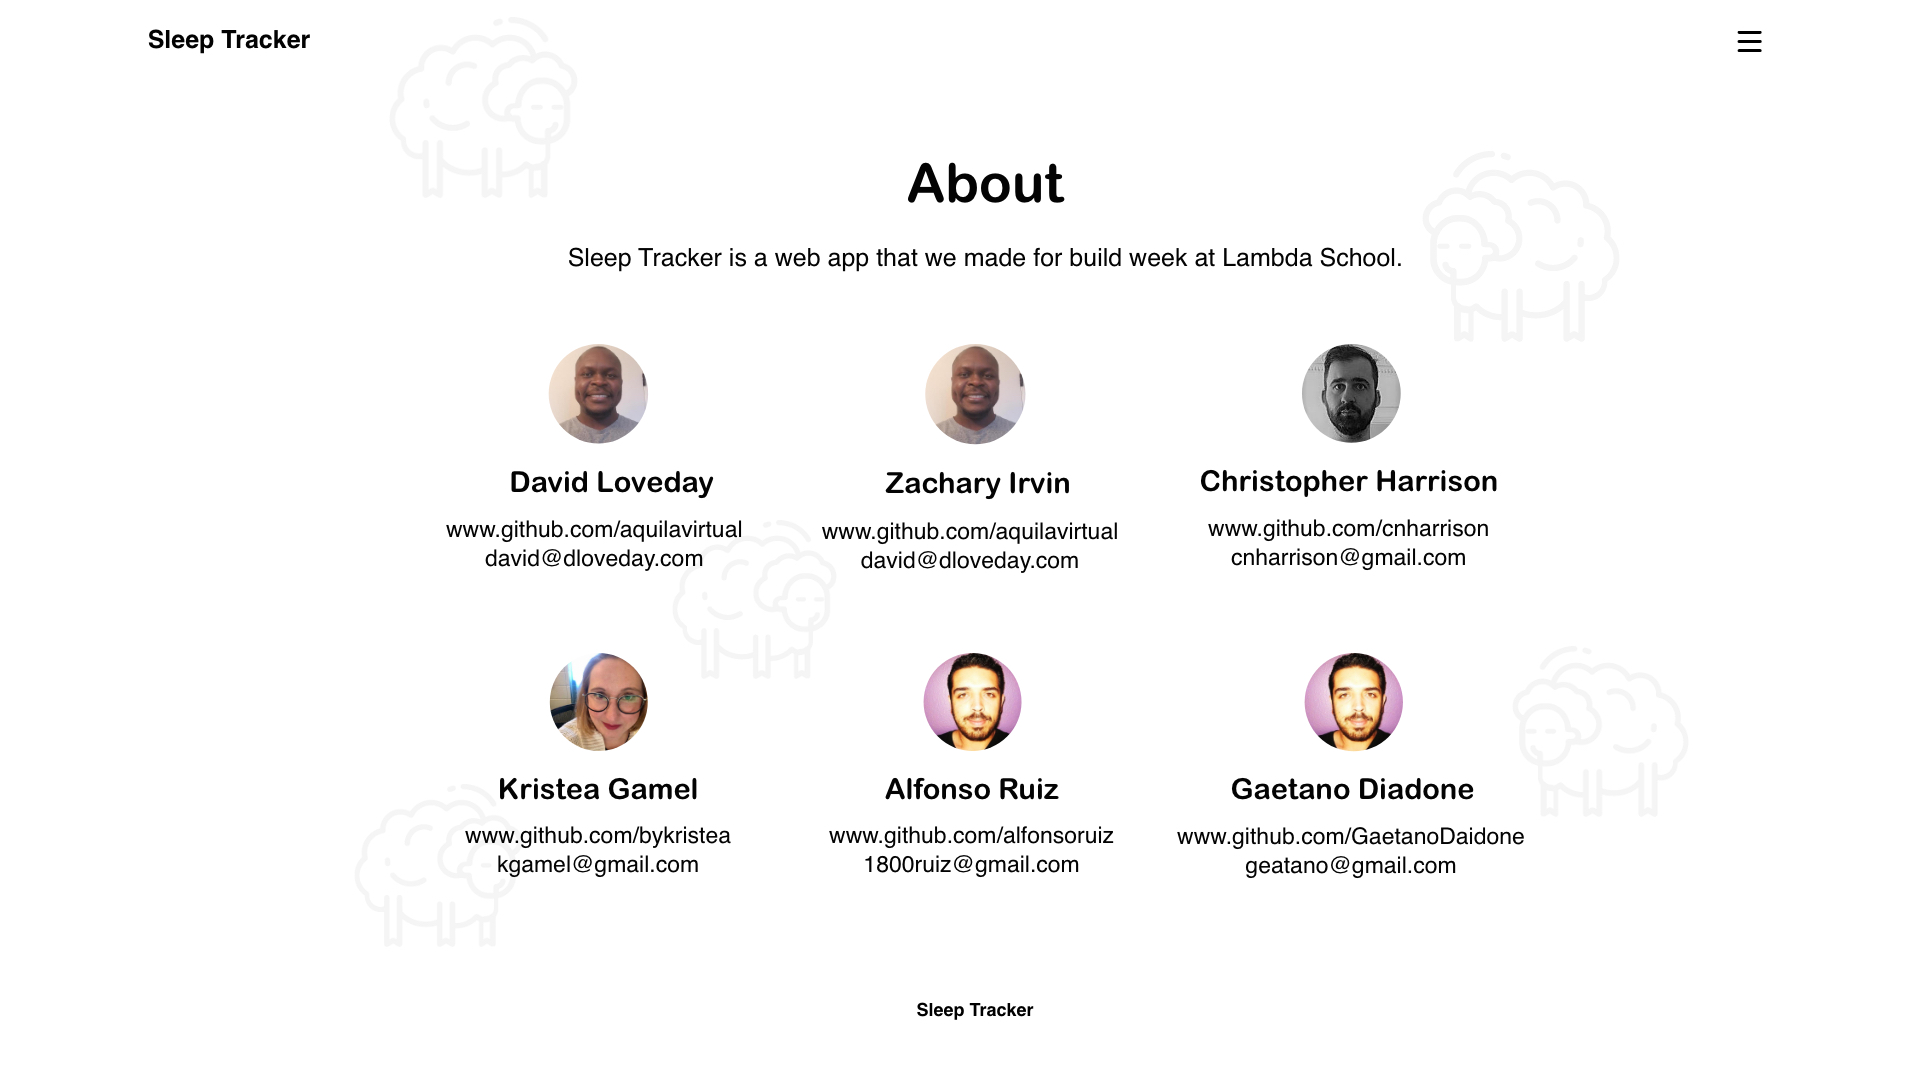 Sleep Tracker
About
Sleep Tracker is a web app that we made for build week at Lambda School.
David Loveday
www.github.com/aquilavirtual
david@dloveday.com
Zachary Irvin
www.github.com/aquilavirtual
david@dloveday.com
Christopher Harrison
www.github.com/cnharrison
cnharrison@gmail.com
Kristea Gamel
www.github.com/bykristea
kgamel@gmail.com
Alfonso Ruiz
www.github.com/alfonsoruiz
1800ruiz@gmail.com
Gaetano Diadone
www.github.com/GaetanoDaidone
geatano@gmail.com
Sleep Tracker